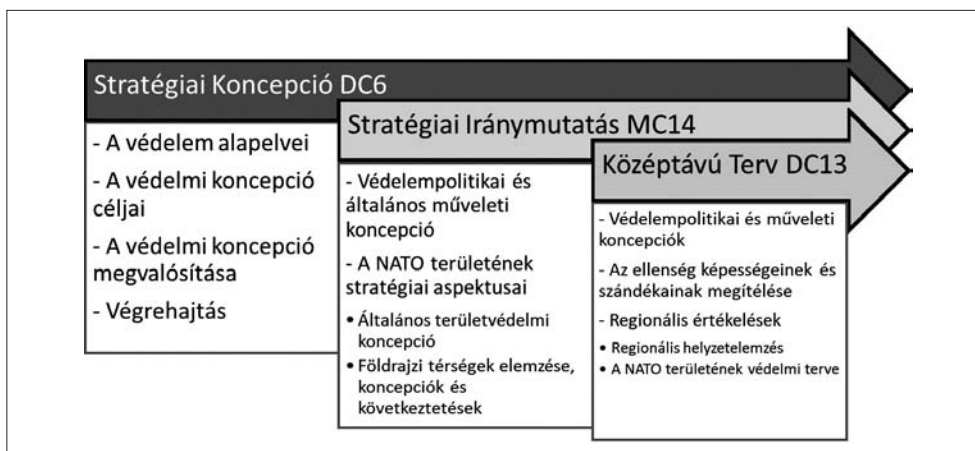 Stratégiai Koncepció DC6
- A védelem alapelvei
- A védelmi koncepció
céljai
- A védelmi koncepció
megvalósítása
- Végrehajtás
Stratégiai Iránymutatás MC14
- Védelempolitikai és
általános műveleti
koncepció
- A NATO területének
stratégiai aspektusai
• Általános területvédelmi
koncepció
• Földrajzi térségek elemzése,
koncepciók és
következtetések
Középtávú Terv DC13
- Védelempolitikai és műveleti
koncepciók
- Az ellenség képességeinek és
szándékainak megítélése
- Regionális értékelések
• Regionális helyzetelemzés
• A NATO területének védelmi terve